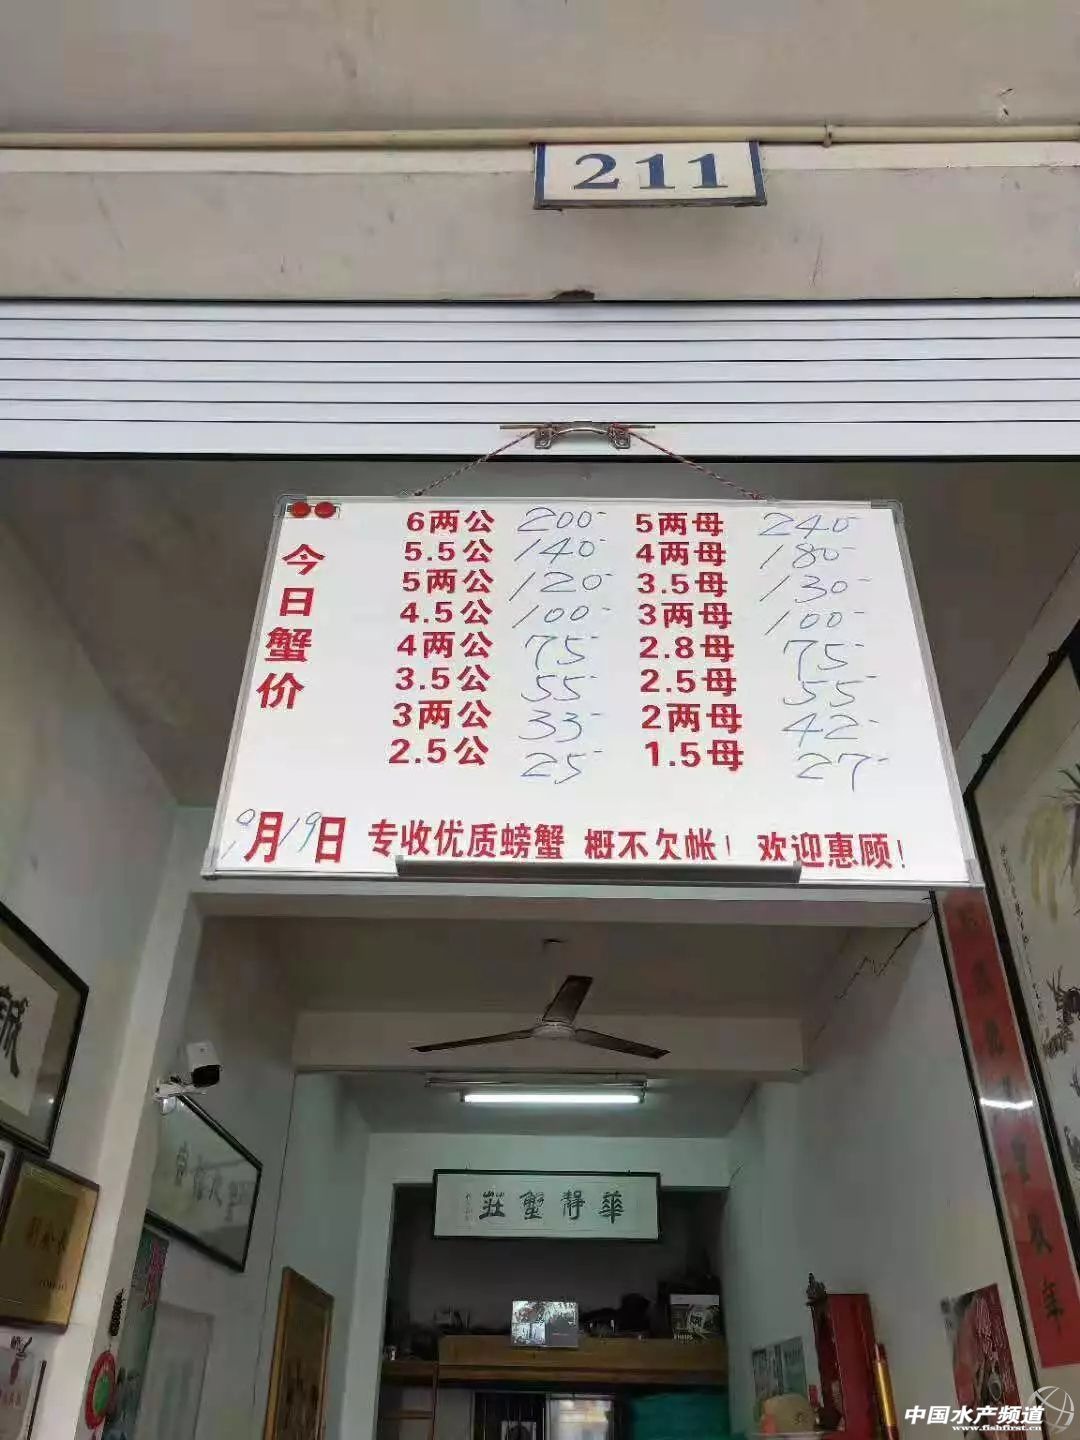 211
今日蟹价
6两公 200-
5.5公 140-
5两公 120-
4.5公 100-
4两公 75-
3.5公 55-
3两公 33-
2.5公 25-
5两母 240-
4两母 180-
3.5母 130-
3两母 100-
2.8母 75-
2.5母 55-
2两母 42-
1.5母 27-
9月19日 专收优质螃蟹 概不欠帐！欢迎惠顾！
誠
華靜蟹莊
PHILIPS
中国水产频道
www.fishfirst.cn